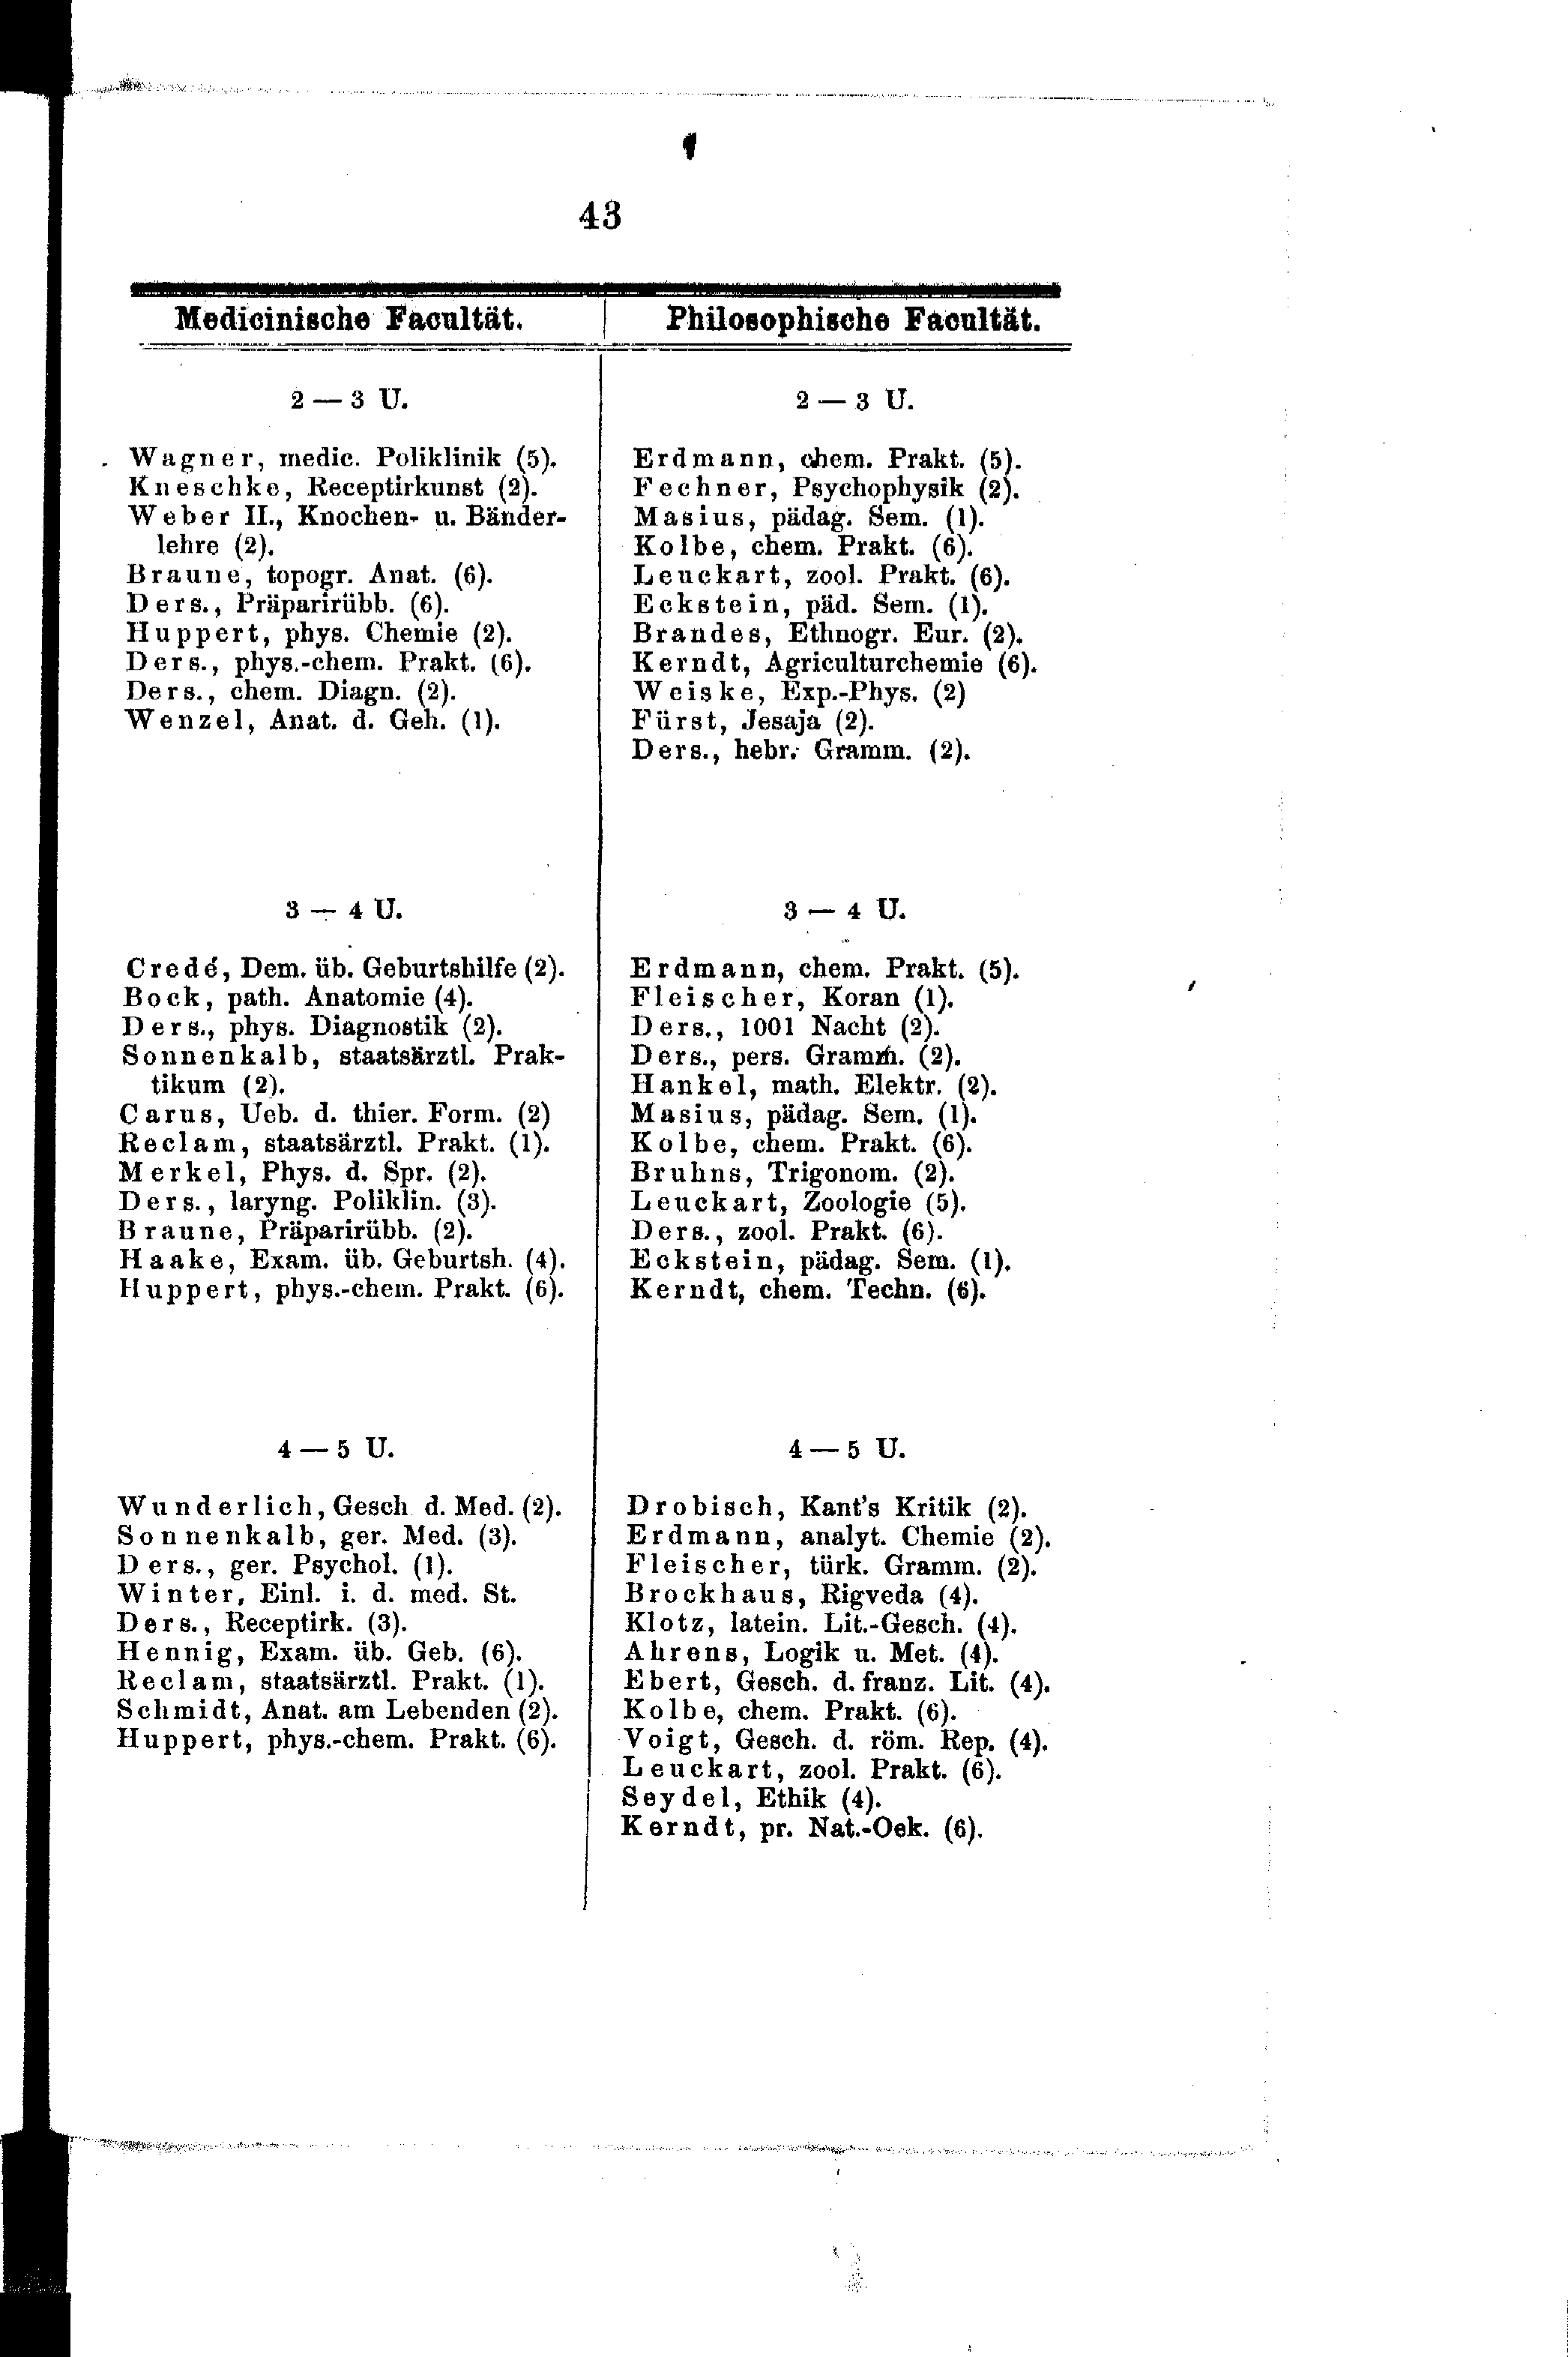 43
Medicinische Facultät.
2 — 3 U.
Wagner, medic. Poliklinik (5).
Kneschke, Receptirkunst (2).
Weber II., Knochen- u. Bänder-
lehre (2).
Braune, topogr. Anat. (6).
Ders., Präparirübb. (6).
Huppert, phys. Chemie (2).
Ders., phys.-chem. Prakt. (6).
Ders., chem. Diagn. (2).
Wenzel, Anat. d. Geh. (1).
3 — 4 U.
Credé, Dem. üb. Geburtshilfe (2).
Bock, path. Anatomie (4).
Ders., phys. Diagnostik (2).
Sonnenkalb, staatsärztl. Prak-
tikum (2).
Carus, Ueb. d. thier. Form. (2)
Reclam, staatsärztl. Prakt. (1).
Merkel, Phys. d. Spr. (2).
Ders., laryng. Poliklin. (3).
Braune, Präparirübb. (2).
Haake, Exam. üb. Geburtsh. (4).
Huppert, phys.-chem. Prakt. (6).
4 — 5 U.
Wunderlich, Gesch d. Med. (2).
Sonnenkalb, ger. Med. (3).
Ders., ger. Psychol. (1).
Winter, Einl. i. d. med. St.
Ders., Receptirk. (3).
Hennig, Exam. üb. Geb. (6).
Reclam, staatsärztl. Prakt. (1).
Schmidt, Anat. am Lebenden (2).
Huppert, phys.-chem. Prakt. (6).
Philosophische Facultät.
2 — 3 U.
Erdmann, chem. Prakt. (5).
Fechner, Psychophysik (2).
Masius, pädag. Sem. (1).
Kolbe, chem. Prakt. (6).
Leuckart, zool. Prakt. (6).
Eckstein, päd. Sem. (1).
Brandes, Ethnogr. Eur. (2).
Kerndt, Agriculturchemie (6).
Weiske, Exp.-Phys. (2)
Fürst, Jesaja (2).
Ders., hebr. Gramm. (2).
3 — 4 U.
Erdmann, chem. Prakt. (5).
Fleischer, Koran (1).
Ders., 1001 Nacht (2).
Ders., pers. Gramm. (2).
Hankel, math. Elektr. (2).
Masius, pädag. Sem. (1).
Kolbe, chem. Prakt. (6).
Bruhns, Trigonom. (2).
Leuckart, Zoologie (5).
Ders., zool. Prakt. (6).
Eckstein, pädag. Sem. (1).
Kerndt, chem. Techn. (6).
4 — 5 U.
Drobisch, Kant's Kritik (2).
Erdmann, analyt. Chemie (2).
Fleischer, türk. Gramm. (2).
Brockhaus, Rigveda (4).
Klotz, latein. Lit.-Gesch. (4).
Ahrens, Logik u. Met. (4).
Ebert, Gesch. d. franz. Lit. (4).
Kolbe, chem. Prakt. (6).
Voigt, Gesch. d. röm. Rep. (4).
Leuckart, zool. Prakt. (6).
Seydel, Ethik (4).
Kerndt, pr. Nat.-Oek. (6).